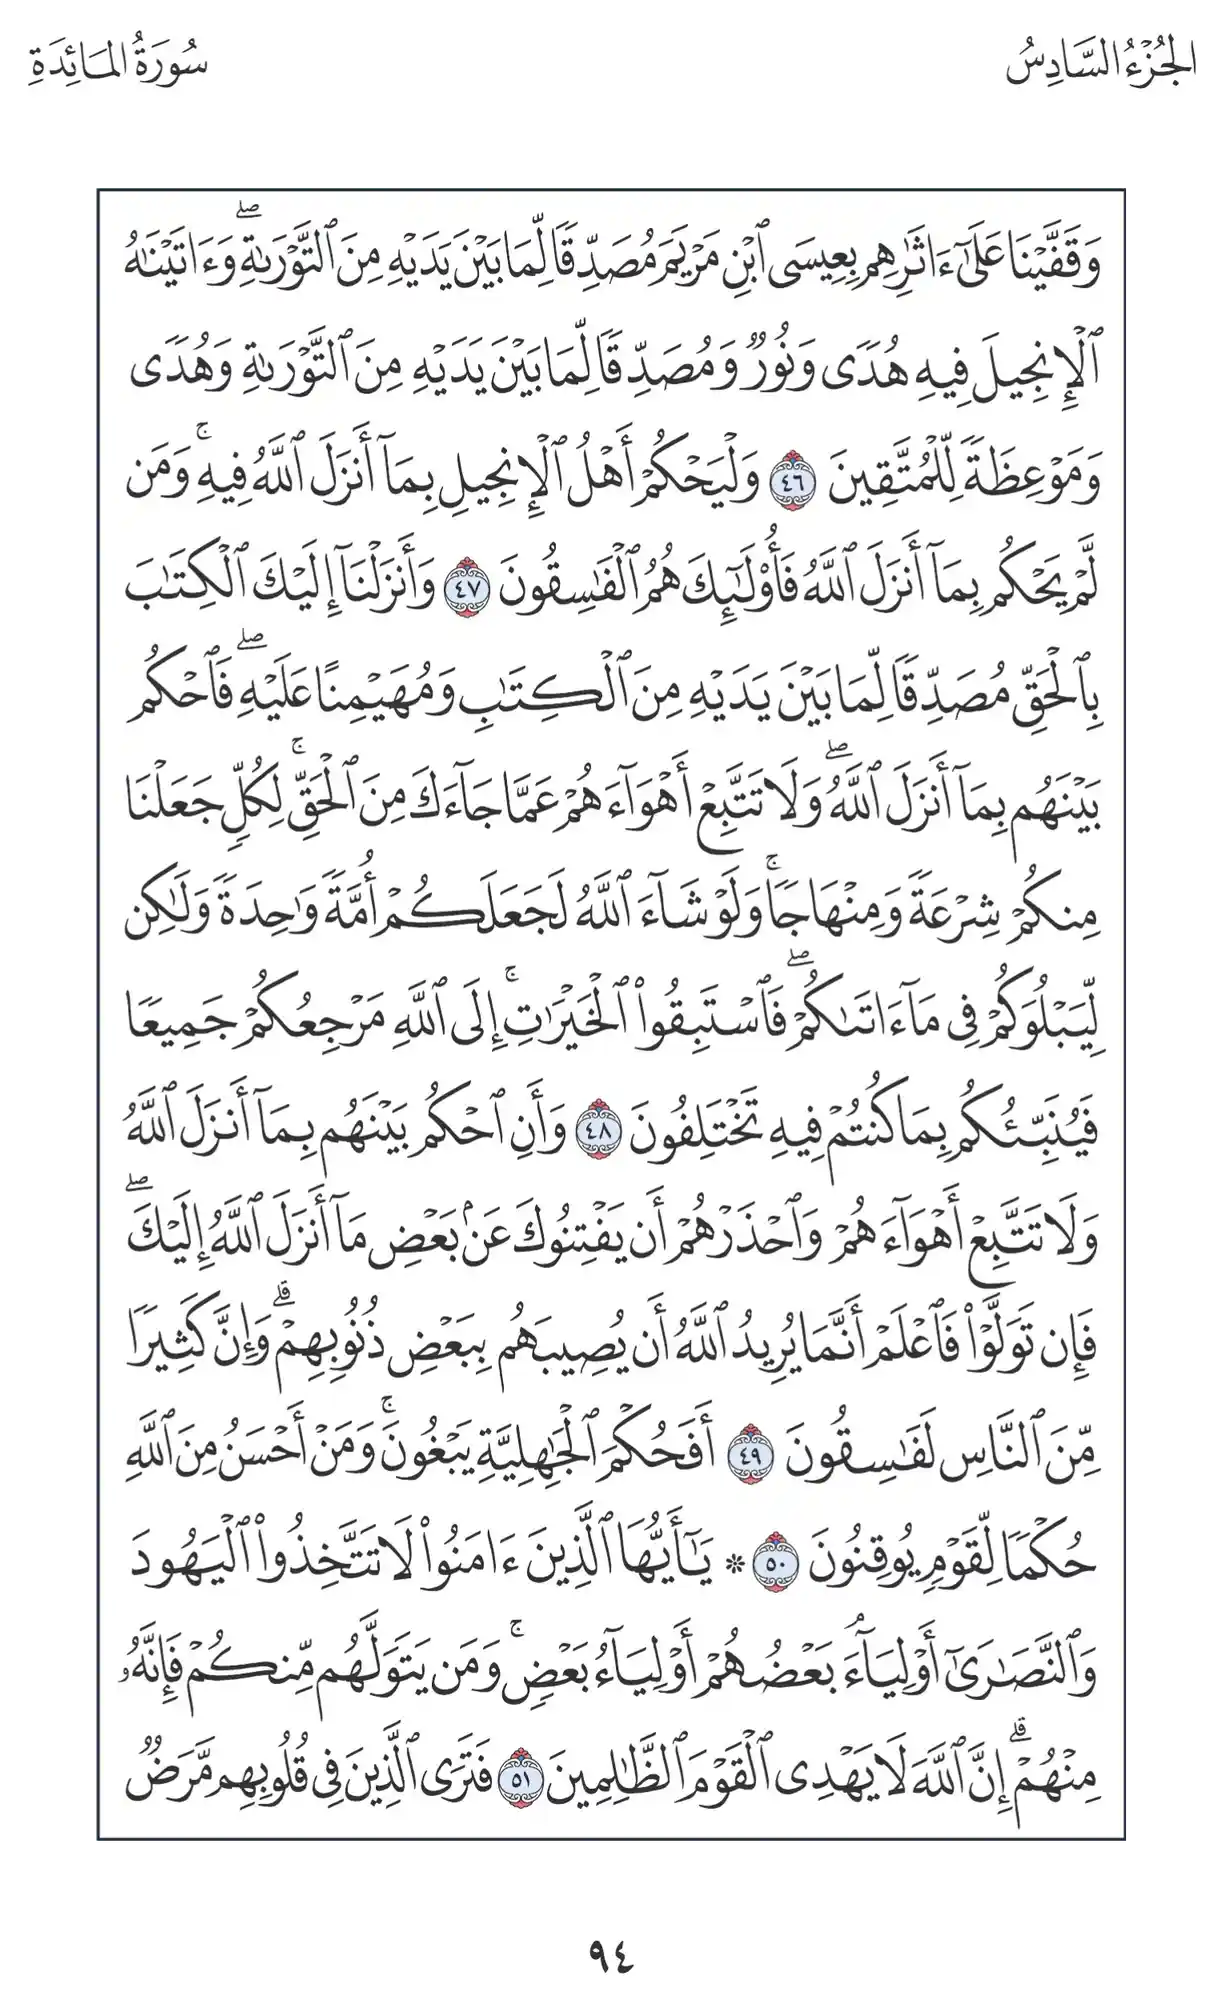 الجُزْءُ السَّادِسُ
سُورَةُ المَائِدَةِ
وَقَفَّيْنَا عَلَىٰٓ ءَاثَٰرِهِم بِعِيسَى ٱبْنِ مَرْيَمَ مُصَدِّقًا لِّمَا بَيْنَ يَدَيْهِ مِنَ ٱلتَّوْرَىٰةِۖ وَءَاتَيْنَٰهُ
ٱلْإِنجِيلَ فِيهِ هُدًى وَنُورٌ وَمُصَدِّقًا لِّمَا بَيْنَ يَدَيْهِ مِنَ ٱلتَّوْرَىٰةِ وَهُدًى
وَمَوْعِظَةً لِّلْمُتَّقِينَ ٤٦ وَلْيَحْكُمْ أَهْلُ ٱلْإِنجِيلِ بِمَآ أَنزَلَ ٱللَّهُ فِيهِۚ وَمَن
لَّمْ يَحْكُم بِمَآ أَنزَلَ ٱللَّهُ فَأُو۟لَٰٓئِكَ هُمُ ٱلْفَٰسِقُونَ ٤٧ وَأَنزَلْنَآ إِلَيْكَ ٱلْكِتَٰبَ
بِٱلْحَقِّ مُصَدِّقًا لِّمَا بَيْنَ يَدَيْهِ مِنَ ٱلْكِتَٰبِ وَمُهَيْمِنًا عَلَيْهِۖ فَٱحْكُم
بَيْنَهُم بِمَآ أَنزَلَ ٱللَّهُۖ وَلَا تَتَّبِعْ أَهْوَآءَهُمْ عَمَّا جَآءَكَ مِنَ ٱلْحَقِّۚ لِكُلٍّ جَعَلْنَا
مِنكُمْ شِرْعَةً وَمِنْهَاجًاۚ وَلَوْ شَآءَ ٱللَّهُ لَجَعَلَكُمْ أُمَّةً وَٰحِدَةً وَلَٰكِن
لِّيَبْلُوَكُمْ فِى مَآ ءَاتَىٰكُمْۖ فَٱسْتَبِقُوا۟ ٱلْخَيْرَٰتِۚ إِلَى ٱللَّهِ مَرْجِعُكُمْ جَمِيعًا
فَيُنَبِّئُكُم بِمَا كُنتُمْ فِيهِ تَخْتَلِفُونَ ٤٨ وَأَنِ ٱحْكُم بَيْنَهُم بِمَآ أَنزَلَ ٱللَّهُ
وَلَا تَتَّبِعْ أَهْوَآءَهُمْ وَٱحْذَرْهُمْ أَن يَفْتِنُوكَ عَنۢ بَعْضِ مَآ أَنزَلَ ٱللَّهُ إِلَيْكَۖ
فَإِن تَوَلَّوْا۟ فَٱعْلَمْ أَنَّمَا يُرِيدُ ٱللَّهُ أَن يُصِيبَهُم بِبَعْضِ ذُنُوبِهِمْۗ وَإِنَّ كَثِيرًا
مِّنَ ٱلنَّاسِ لَفَٰسِقُونَ ٤٩ أَفَحُكْمَ ٱلْجَٰهِلِيَّةِ يَبْغُونَۚ وَمَنْ أَحْسَنُ مِنَ ٱللَّهِ
حُكْمًا لِّقَوْمٍ يُوقِنُونَ ٥٠ * يَٰٓأَيُّهَا ٱلَّذِينَ ءَامَنُوا۟ لَا تَتَّخِذُوا۟ ٱلْيَهُودَ
وَٱلنَّصَٰرَىٰٓ أَوْلِيَآءَۘ بَعْضُهُمْ أَوْلِيَآءُ بَعْضٍۚ وَمَن يَتَوَلَّهُم مِّنكُمْ فَإِنَّهُۥ
مِنْهُمْۗ إِنَّ ٱللَّهَ لَا يَهْدِى ٱلْقَوْمَ ٱلظَّٰلِمِينَ ٥١ فَتَرَى ٱلَّذِينَ فِى قُلُوبِهِم مَّرَضٌ
٩٤